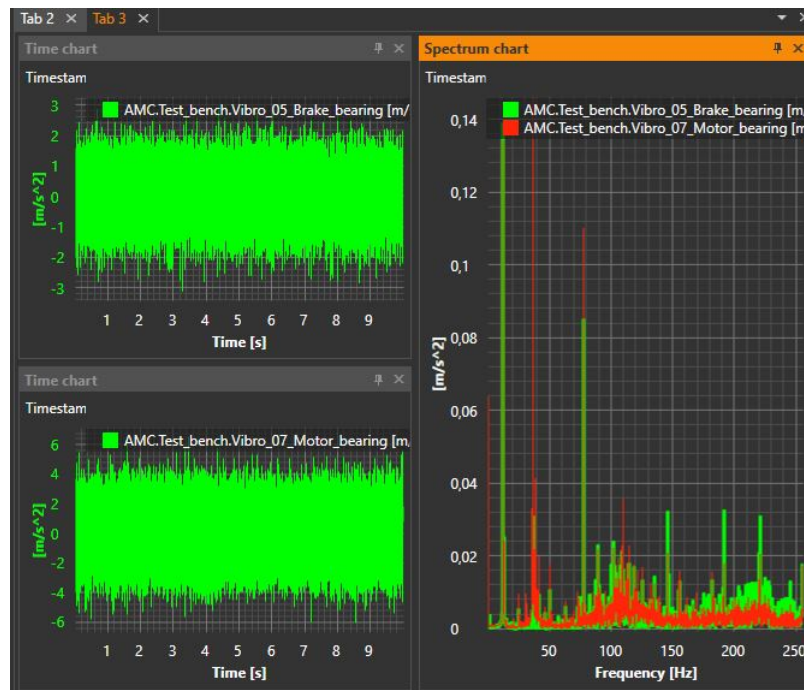 Tab 2 × Tab 3 ×
Time chart
Timestam
AMC.Test_bench.Vibro_05_Brake_bearing [m/
3
2
1
0
-1
-2
-3
[m/s^2]
1 2 3 4 5 6 7 8 9
Time [s]
Time chart
Timestam
AMC.Test_bench.Vibro_07_Motor_bearing [m/
6
4
2
0
-2
-4
-6
[m/s^2]
1 2 3 4 5 6 7 8 9
Time [s]
Spectrum chart
Timestam
AMC.Test_bench.Vibro_05_Brake_bearing [m/
AMC.Test_bench.Vibro_07_Motor_bearing [m
0,14
0,12
0,1
0,08
0,06
0,04
0,02
0
[m/s^2]
50 100 150 200 250
Frequency [Hz]